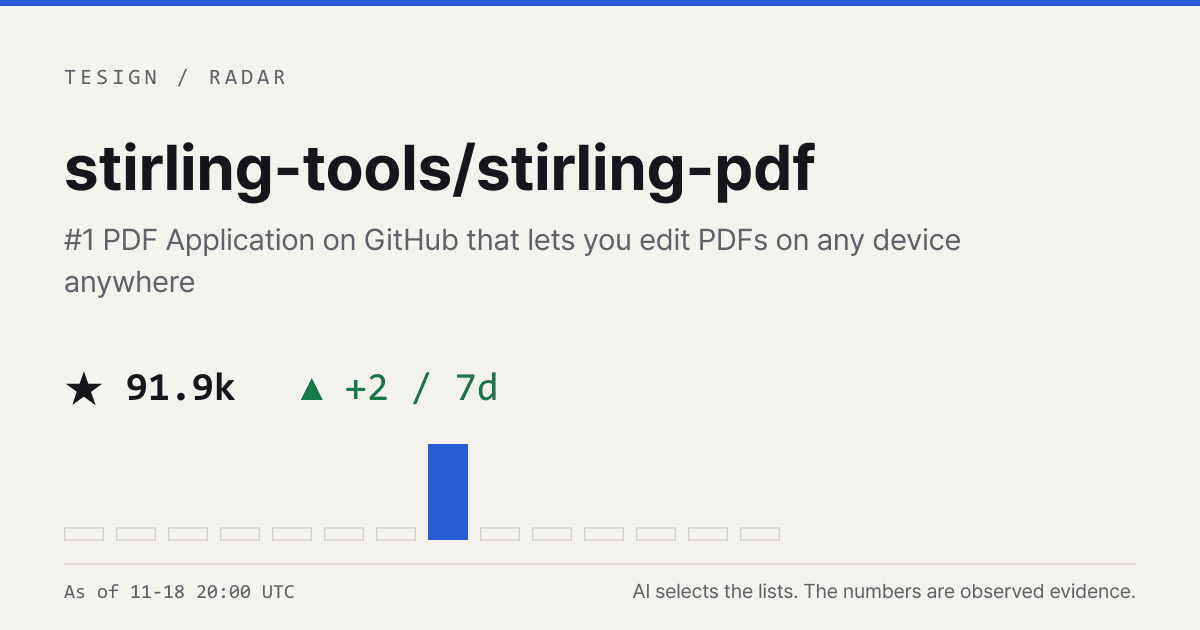 TESIGN / RADAR
stirling-tools/stirling-pdf
#1 PDF Application on GitHub that lets you edit PDFs on any device
anywhere
★ 91.9k ▲ +2 / 7d
As of 11-18 20:00 UTC AI selects the lists. The numbers are observed evidence.